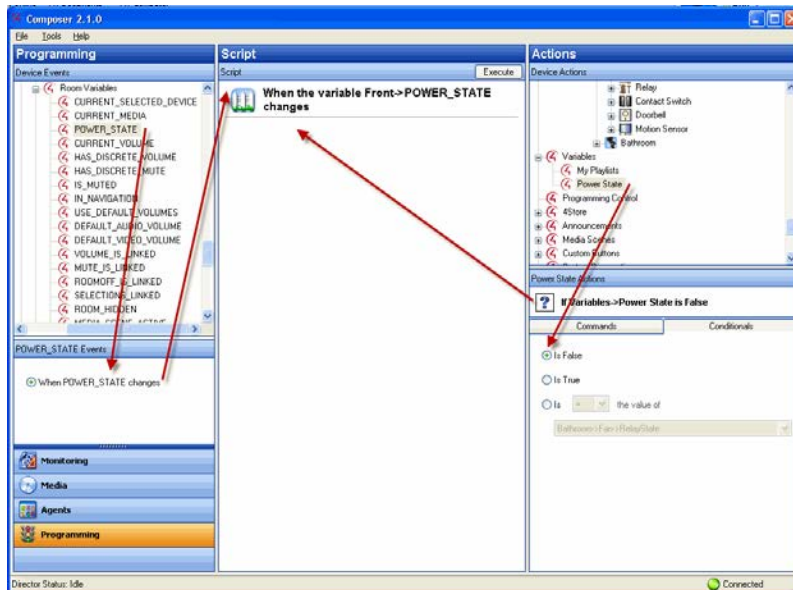 Composer 2.1.0
File Tools Help
Programming
Device Events
Room Variables
CURRENT_SELECTED_DEVICE
CURRENT_MEDIA
POWER_STATE
CURRENT_VOLUME
HAS_DISCRETE_VOLUME
HAS_DISCRETE_MUTE
IS_MUTED
IN_NAVIGATION
USE_DEFAULT_VOLUMES
DEFAULT_AUDIO_VOLUME
DEFAULT_VIDEO_VOLUME
VOLUME_IS_LINKED
MUTE_IS_LINKED
ROOMOFF_IS_LINKED
SELECTIONS_LINKED
ROOM_HIDDEN
MEDIA_SCENE_ACTIVE
POWER_STATE Events
When POWER_STATE changes
Monitoring
Media
Agents
Programming
Director Status: Idle
Script
Script Execute
When the variable Front->POWER_STATE
changes
Actions
Device Actions
Relay
Contact Switch
Doorbell
Motion Sensor
Bathroom
Variables
My Playlists
Power State
Programming Control
4Store
Announcements
Media Scenes
Custom Buttons
Power State Actions
? If Variables->Power State is False
Commands Conditionals
Is False
Is True
Is = the value of
Bathroom->Fan->RelayState
Connected